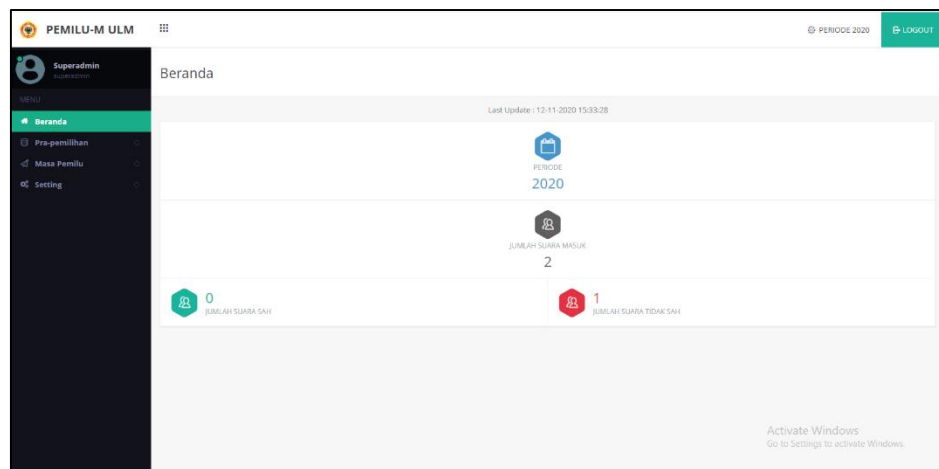 PEMILU-M ULM
PERIODE 2020
LOGOUT
Superadmin
superadmin
Beranda
MENU
Last Update : 12-11-2020 15:33:28
Beranda
Pra-pemilihan
Masa Pemilu
Setting
PERIODE
2020
JUMLAH SUARA MASUK
2
0
JUMLAH SUARA SAH
1
JUMLAH SUARA TIDAK SAH
Activate Windows
Go to Settings to activate Windows.